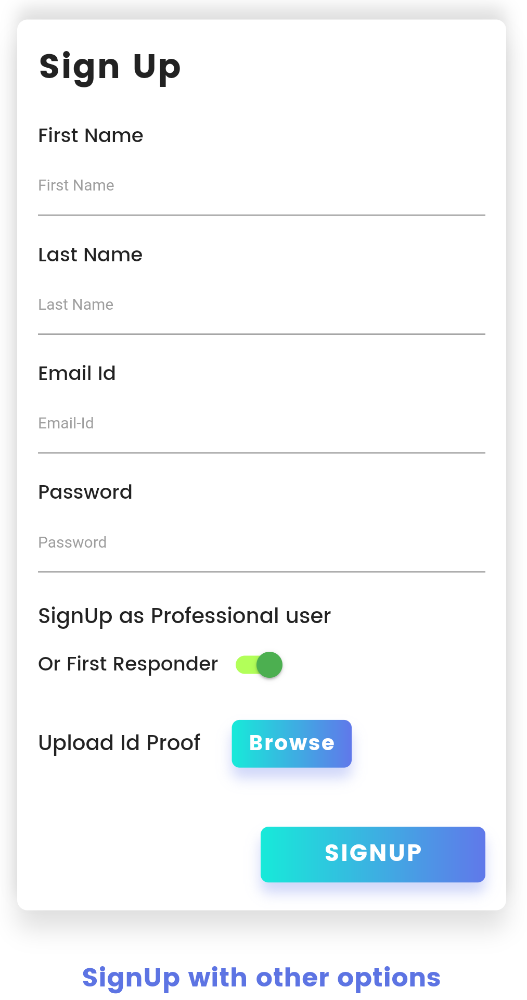 Sign Up
First Name
First Name
Last Name
Last Name
Email Id
Email-Id
Password
Password
SignUp as Professional user
Or First Responder
Upload Id Proof Browse
SIGNUP
SignUp with other options